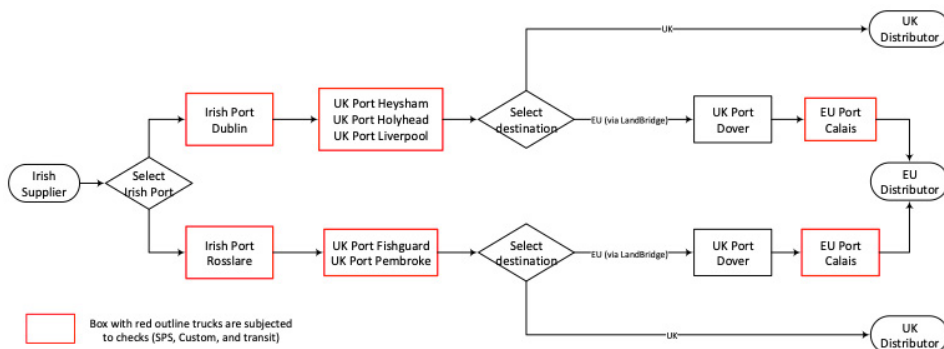 UK
Distributor
UK
Irish Port
Dublin
UK Port Heysham
UK Port Holyhead
UK Port Liverpool
Select
destination
EU (via LandBridge)
UK Port
Dover
EU Port
Calais
Irish
Supplier
Select
Irish Port
EU
Distributor
Irish Port
Rosslare
UK Port Fishguard
UK Port Pembroke
Select
destination
EU (via LandBridge)
UK Port
Dover
EU Port
Calais
Box with red outline trucks are subjected
to checks (SPS, Custom, and transit)
UK
UK
Distributor